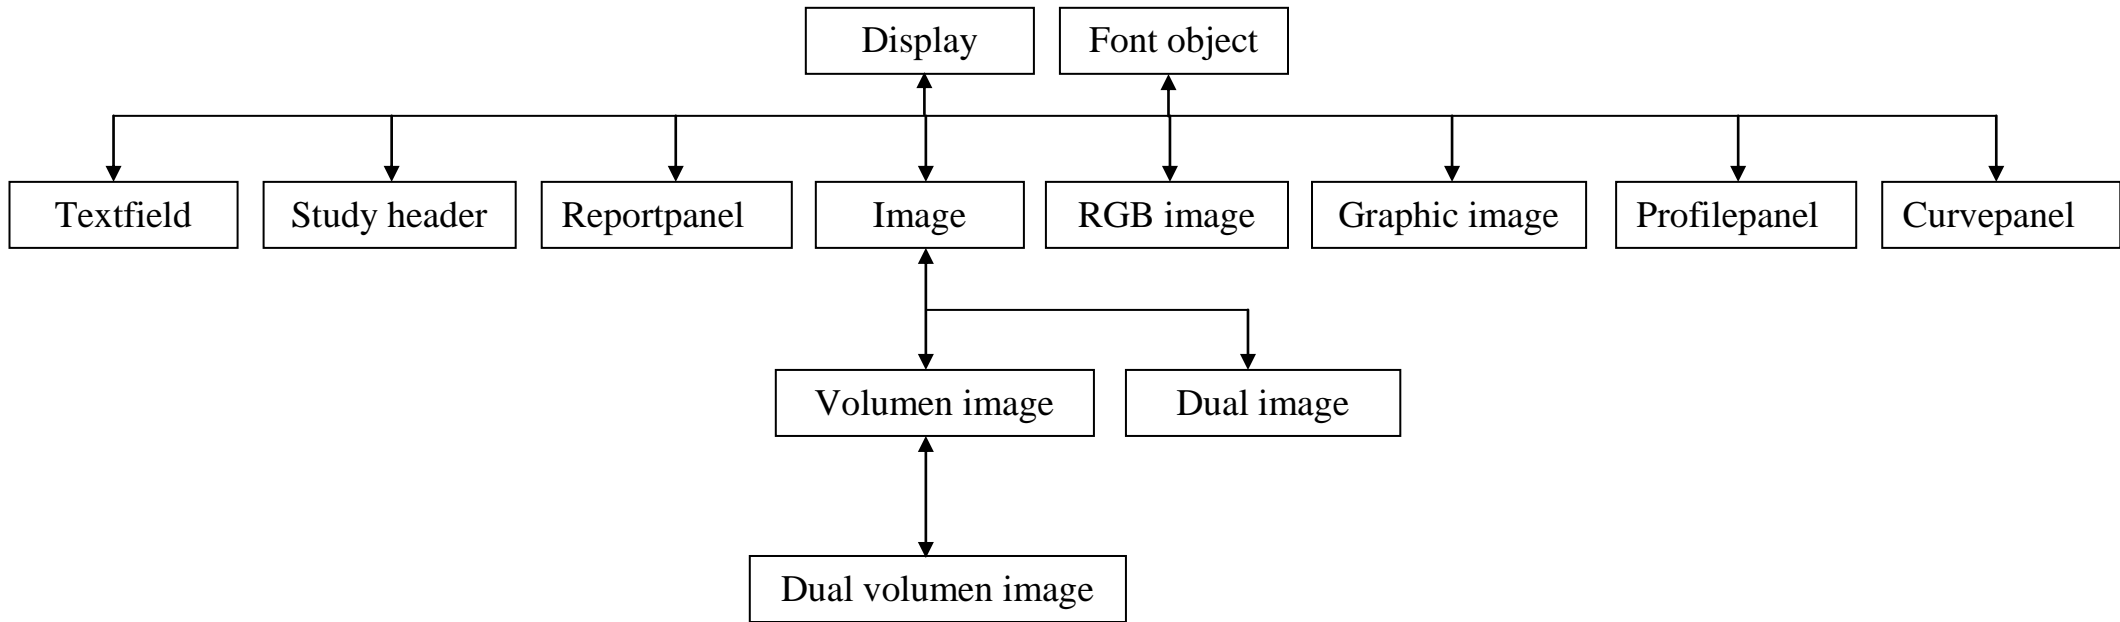 Display
Font object
Textfield
Study header
Reportpanel
Image
RGB image
Graphic image
Profilepanel
Curvepanel
Volumen image
Dual image
Dual volumen image